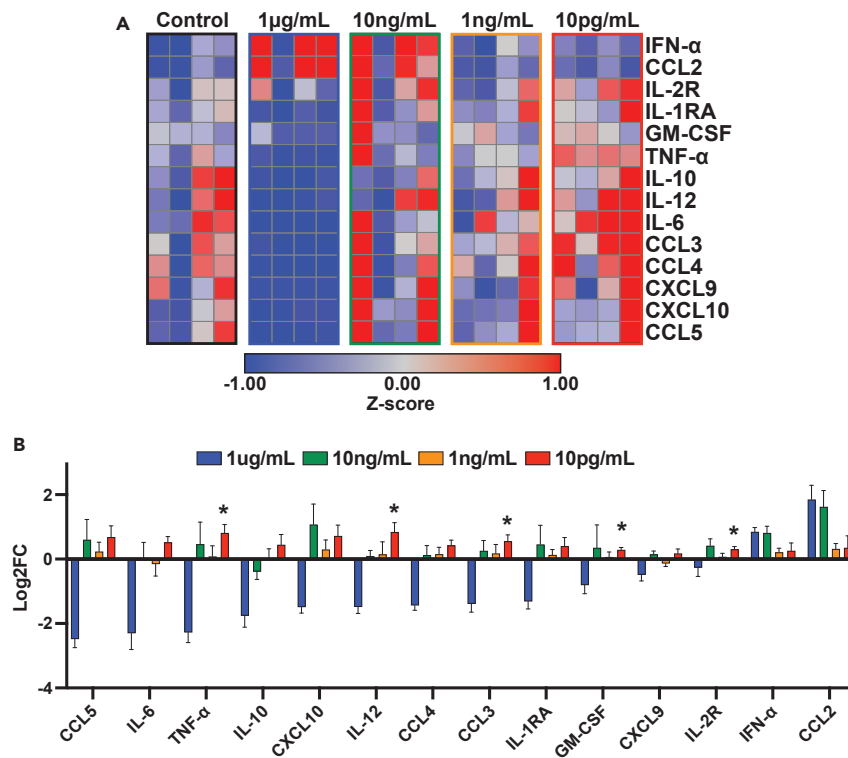 A
Control 1µg/mL 10ng/mL 1ng/mL 10pg/mL
IFN-α
CCL2
IL-2R
IL-1RA
GM-CSF
TNF-α
IL-10
IL-12
IL-6
CCL3
CCL4
CXCL9
CXCL10
CCL5
-1.00 0.00 1.00
Z-score
B
1ug/mL 10ng/mL 1ng/mL 10pg/mL
2
0
-2
-4
Log2FC
* * * * *
CCL5 IL-6 TNF-α IL-10 CXCL10 IL-12 CCL4 CCL3 IL-1RA GM-CSF CXCL9 IL-2R IFN-α CCL2